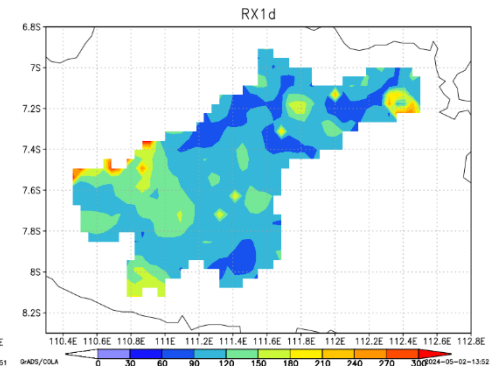 RX1d
6.8S
7S
7.2S
7.4S
7.6S
7.8S
8S
8.2S
110.4E 110.6E 110.8E 111E 111.2E 111.4E 111.6E 111.8E 112E 112.2E 112.4E 112.6E 112.8E
E
51 GrADS/COLA 0 30 60 90 120 150 180 210 240 270 300 2024-05-02-13:52